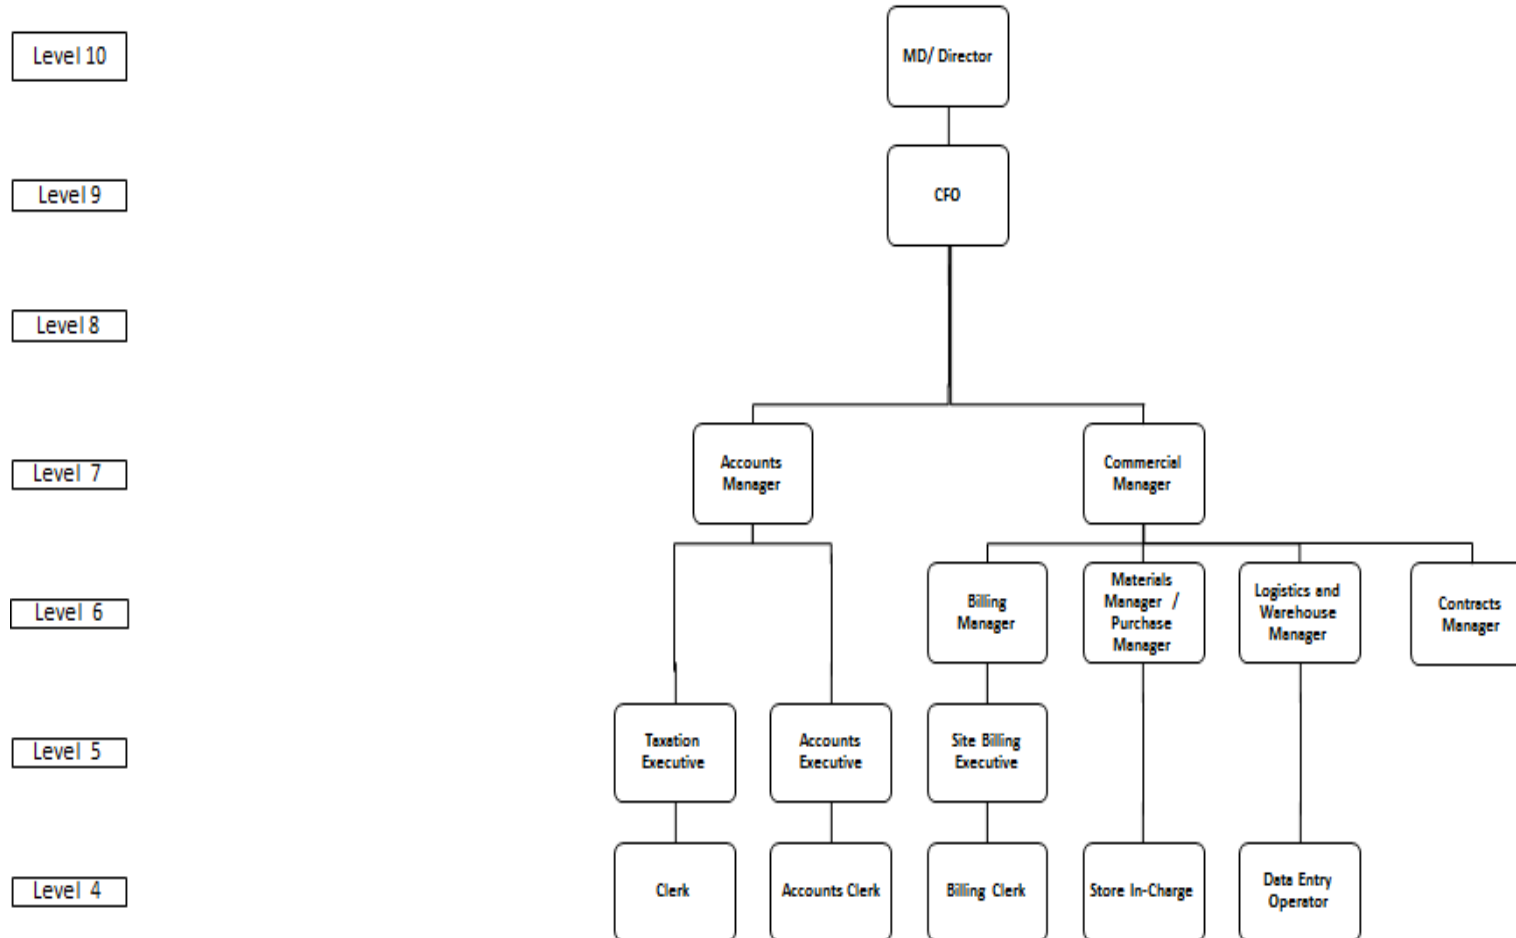 Level 10
MD/ Director
Level 9
CFO
Level 8
Level 7
Accounts
Manager
Commercial
Manager
Level 6
Billing
Manager
Materials
Manager /
Purchase
Manager
Logistics and
Warehouse
Manager
Contracts
Manager
Level 5
Taxation
Executive
Accounts
Executive
Site Billing
Executive
Level 4
Clerk
Accounts Clerk
Billing Clerk
Store In-Charge
Data Entry
Operator